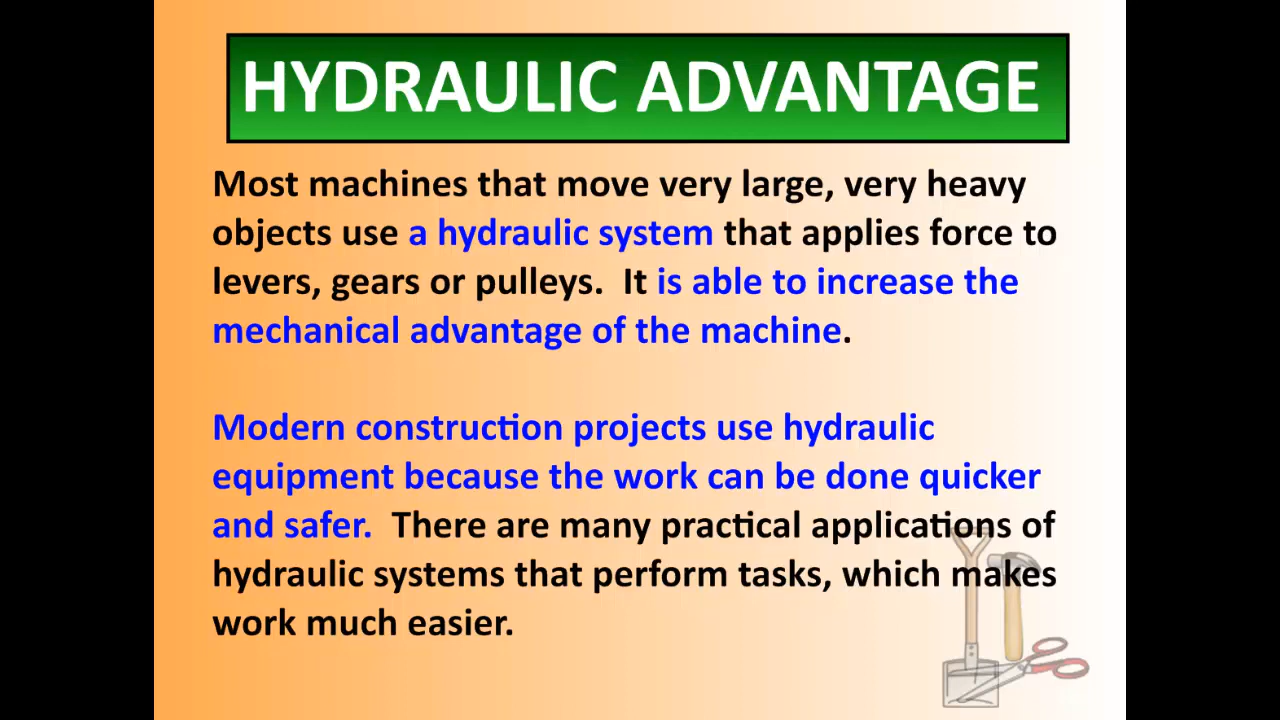 HYDRAULIC ADVANTAGE
Most machines that move very large, very heavy
objects use a hydraulic system that applies force to
levers, gears or pulleys.  It is able to increase the
mechanical advantage of the machine.
Modern construction projects use hydraulic
equipment because the work can be done quicker
and safer.  There are many practical applications of
hydraulic systems that perform tasks, which makes
work much easier.